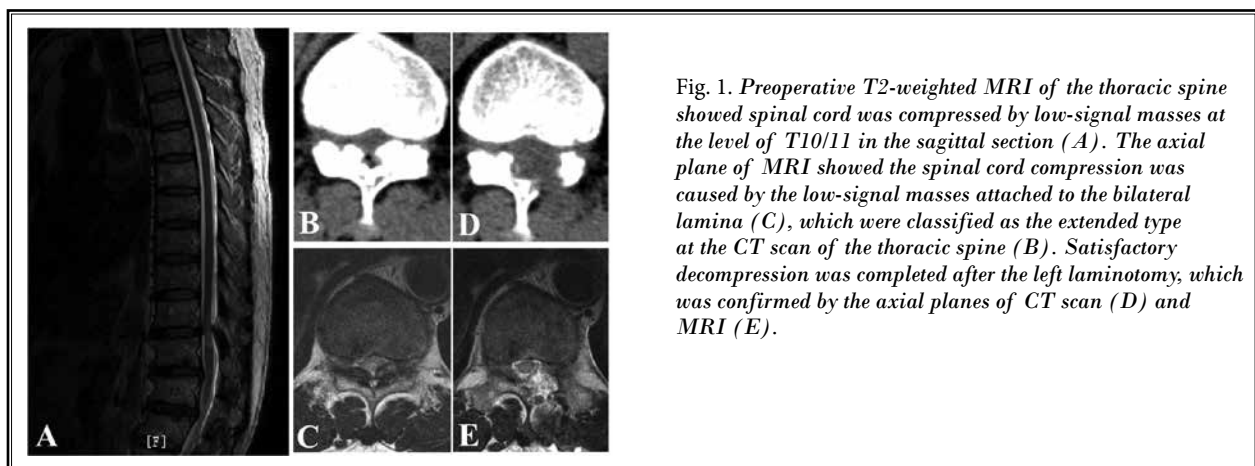 A
[F]
B
D
C
E
Fig. 1. Preoperative T2-weighted MRI of the thoracic spine
showed spinal cord was compressed by low-signal masses at
the level of T10/11 in the sagittal section (A). The axial
plane of MRI showed the spinal cord compression was
caused by the low-signal masses attached to the bilateral
lamina (C), which were classified as the extended type
at the CT scan of the thoracic spine (B). Satisfactory
decompression was completed after the left laminotomy, which
was confirmed by the axial planes of CT scan (D) and
MRI (E).